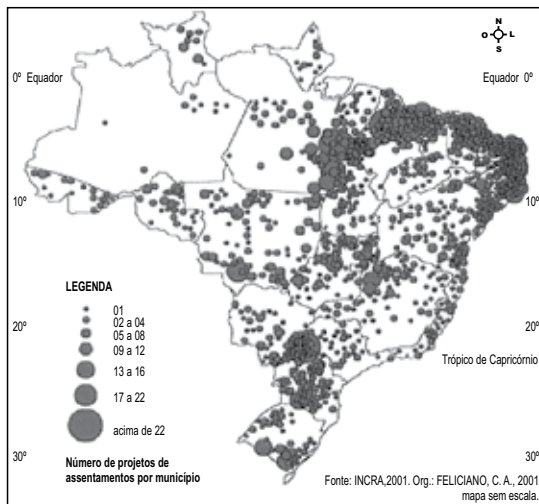 N
O L
S
0º Equador
Equador 0º
10º
10º
LEGENDA
01
02 a 04
05 a 08
09 a 12
13 a 16
17 a 22
acima de 22
20º
20º
Trópico de Capricórnio
30º
30º
Número de projetos de
assentamentos por município
Fonte: INCRA,2001. Org.: FELICIANO, C. A., 2001
mapa sem escala.